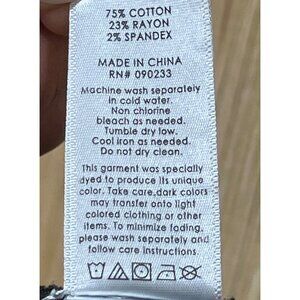 75% COTTON
23% RAYON
2% SPANDEX
MADE IN CHINA
RN# 090233
Machine wash separately
in cold water.
Non chlorine
bleach as needed.
Tumble dry low.
Cool iron as needed.
Do not dry clean.
This garment was specially
dyed to produce its unique
color. Take care, dark colors
may transfer onto light
colored clothing or other
items. To minimize fading,
please wash separately and
follow care instructions.